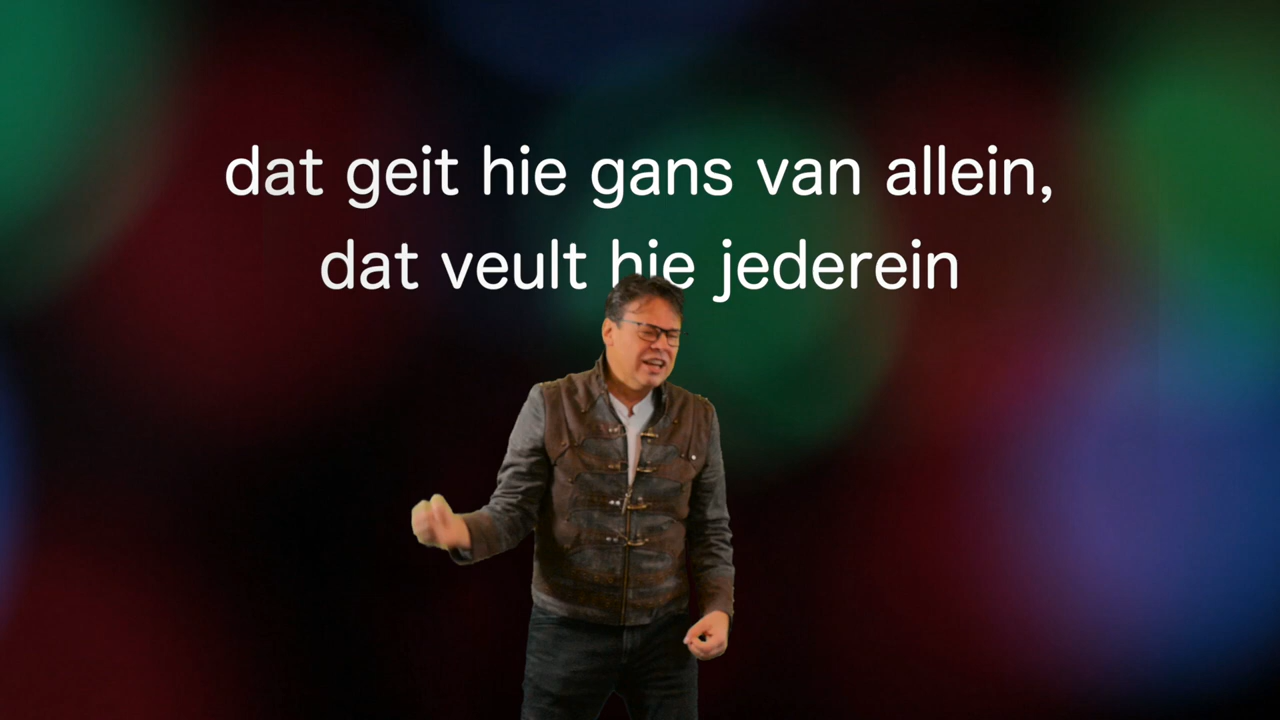 dat geit hie gans van allein,
dat veult hie jederein